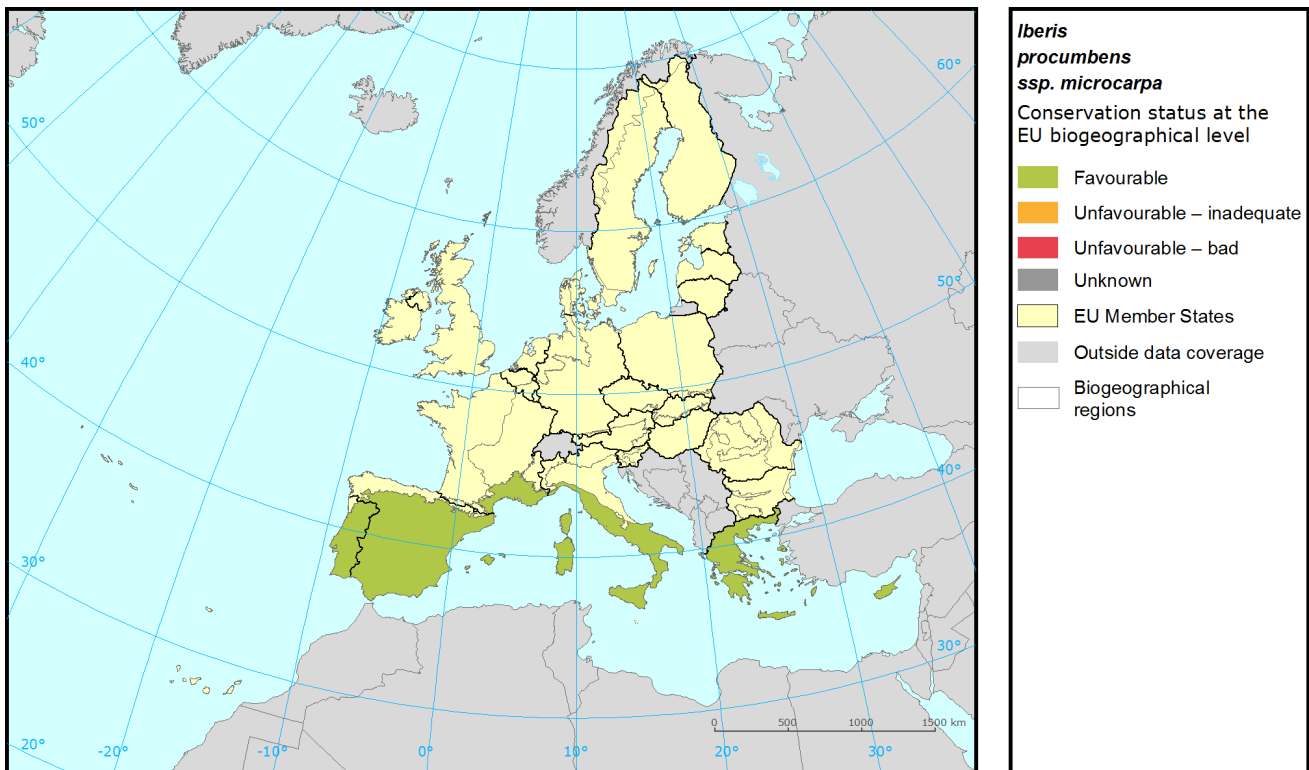 Iberis
procumbens
ssp. microcarpa
Conservation status at the
EU biogeographical level
Favourable
Unfavourable – inadequate
Unfavourable – bad
Unknown
EU Member States
Outside data coverage
Biogeographical
regions
60°
50°
50°
40°
40°
30°
30°
20°
-20°
-10°
0°
10°
20°
30°
0 500 1000 1500 km